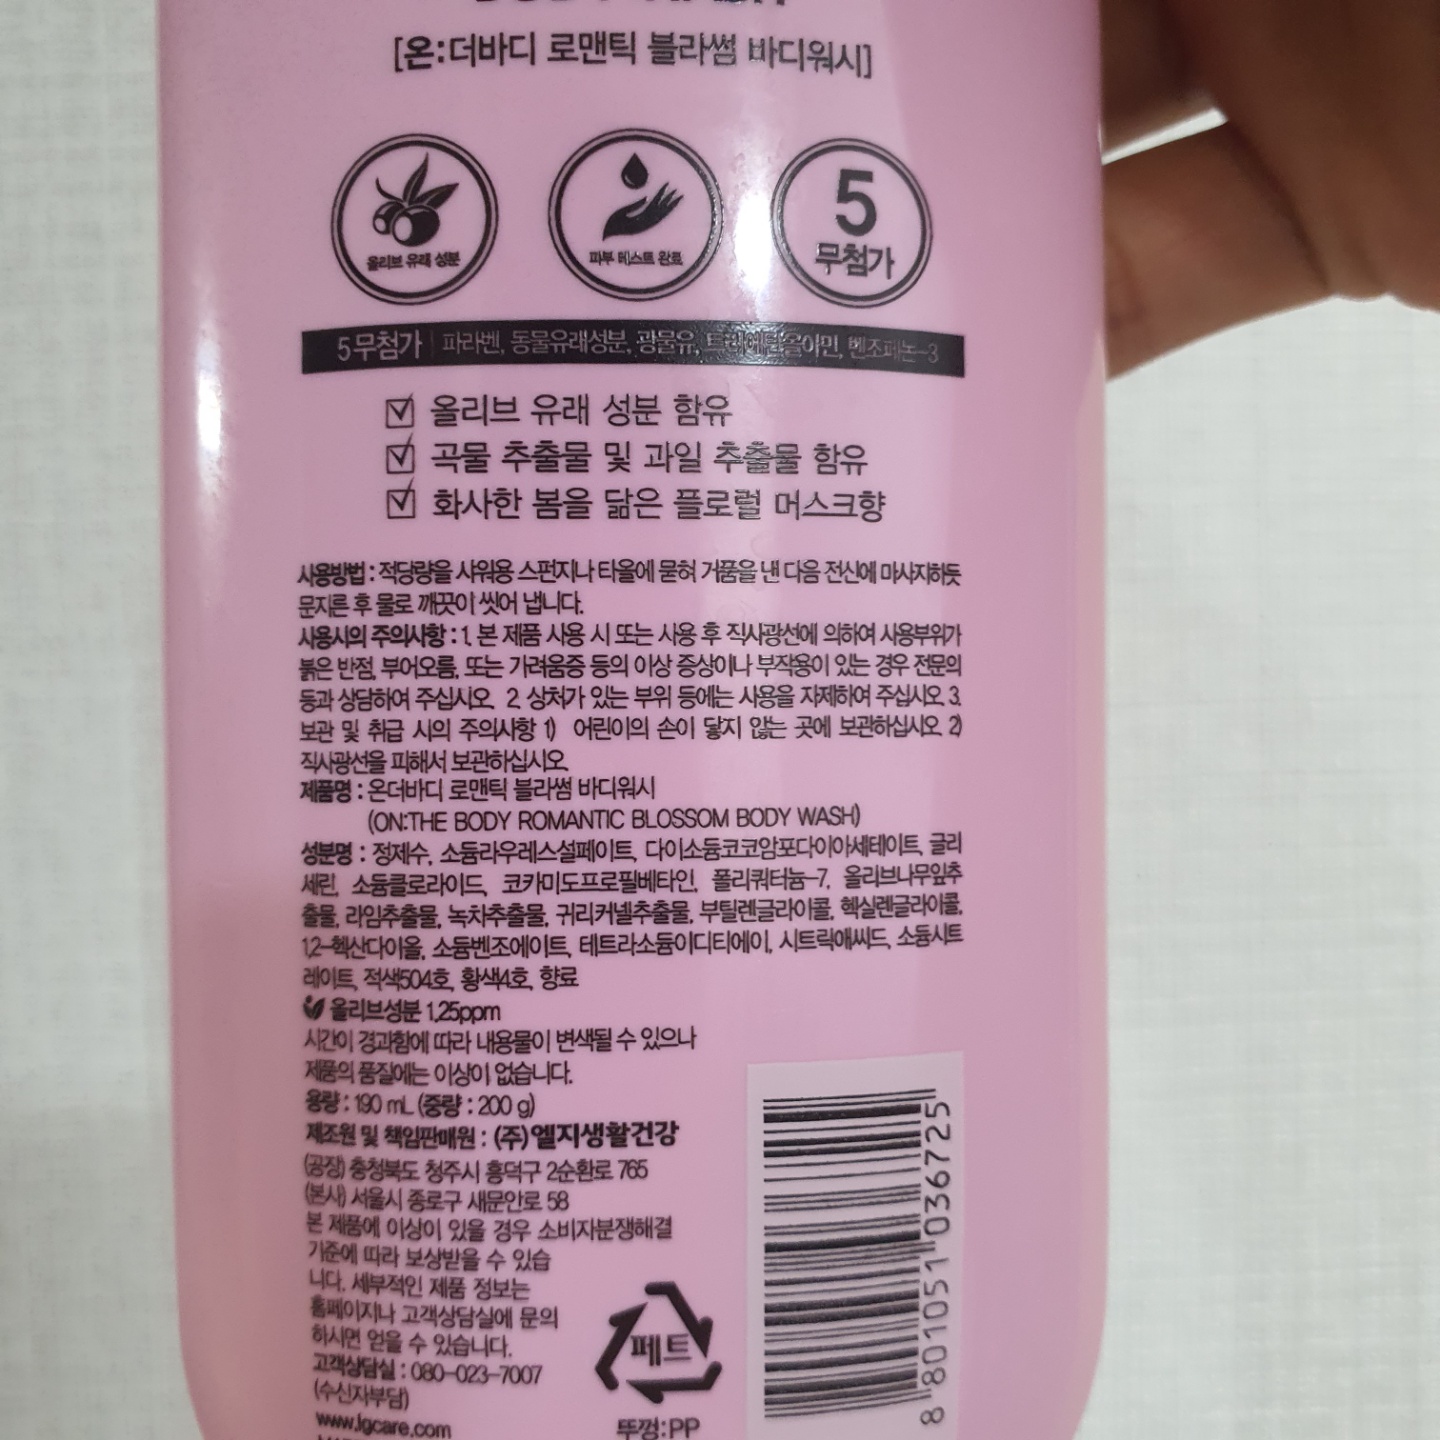 [온:더바디 로맨틱 블라썸 바디워시]
올리브 유래 성분
피부 테스트 완료
5
무첨가
5무첨가 | 파라벤, 동물유래성분, 광물유, 트리에탄올아민, 벤조페논-3
올리브 유래 성분 함유
곡물 추출물 및 과일 추출물 함유
화사한 봄을 닮은 플로럴 머스크향
사용방법 : 적당량을 샤워용 스펀지나 타올에 묻혀 거품을 낸 다음 전신에 마사지하듯
문지른 후 물로 깨끗이 씻어 냅니다.
사용시의 주의사항 : 1. 본 제품 사용 시 또는 사용 후 직사광선에 의하여 사용부위가
붉은 반점, 부어오름, 또는 가려움증 등의 이상 증상이나 부작용이 있는 경우 전문의
등과 상담하여 주십시오. 2. 상처가 있는 부위 등에는 사용을 자제하여 주십시오. 3.
보관 및 취급 시의 주의사항 1) 어린이의 손이 닿지 않는 곳에 보관하십시오. 2)
직사광선을 피해서 보관하십시오.
제품명 : 온더바디 로맨틱 블라썸 바디워시
(ON:THE BODY ROMANTIC BLOSSOM BODY WASH)
성분명 : 정제수, 소듐라우레스설페이트, 다이소듐코코암포다이아세테이트, 글리
세린, 소듐클로라이드, 코카미도프로필베타인, 폴리쿼터늄-7, 올리브나무잎추
출물, 라임추출물, 녹차추출물, 귀리커넬추출물, 부틸렌글라이콜, 헥실렌글라이콜,
1,2-헥산다이올, 소듐벤조에이트, 테트라소듐이디티에이, 시트릭애씨드, 소듐시트
레이트, 적색504호, 황색4호, 향료
올리브성분 1.25ppm
시간이 경과함에 따라 내용물이 변색될 수 있으나
제품의 품질에는 이상이 없습니다.
용량 : 190 mL (중량 : 200 g)
제조원 및 책임판매원 : (주)엘지생활건강
(공장) 충청북도 청주시 흥덕구 2순환로 765
(본사) 서울시 종로구 새문안로 58
본 제품에 이상이 있을 경우 소비자분쟁해결
기준에 따라 보상받을 수 있습
니다. 세부적인 제품 정보는
홈페이지나 고객상담실에 문의
하시면 얻을 수 있습니다.
고객상담실 : 080-023-7007
(수신자부담)
www.lgcare.com
페트
뚜껑:PP
8 801051 036725